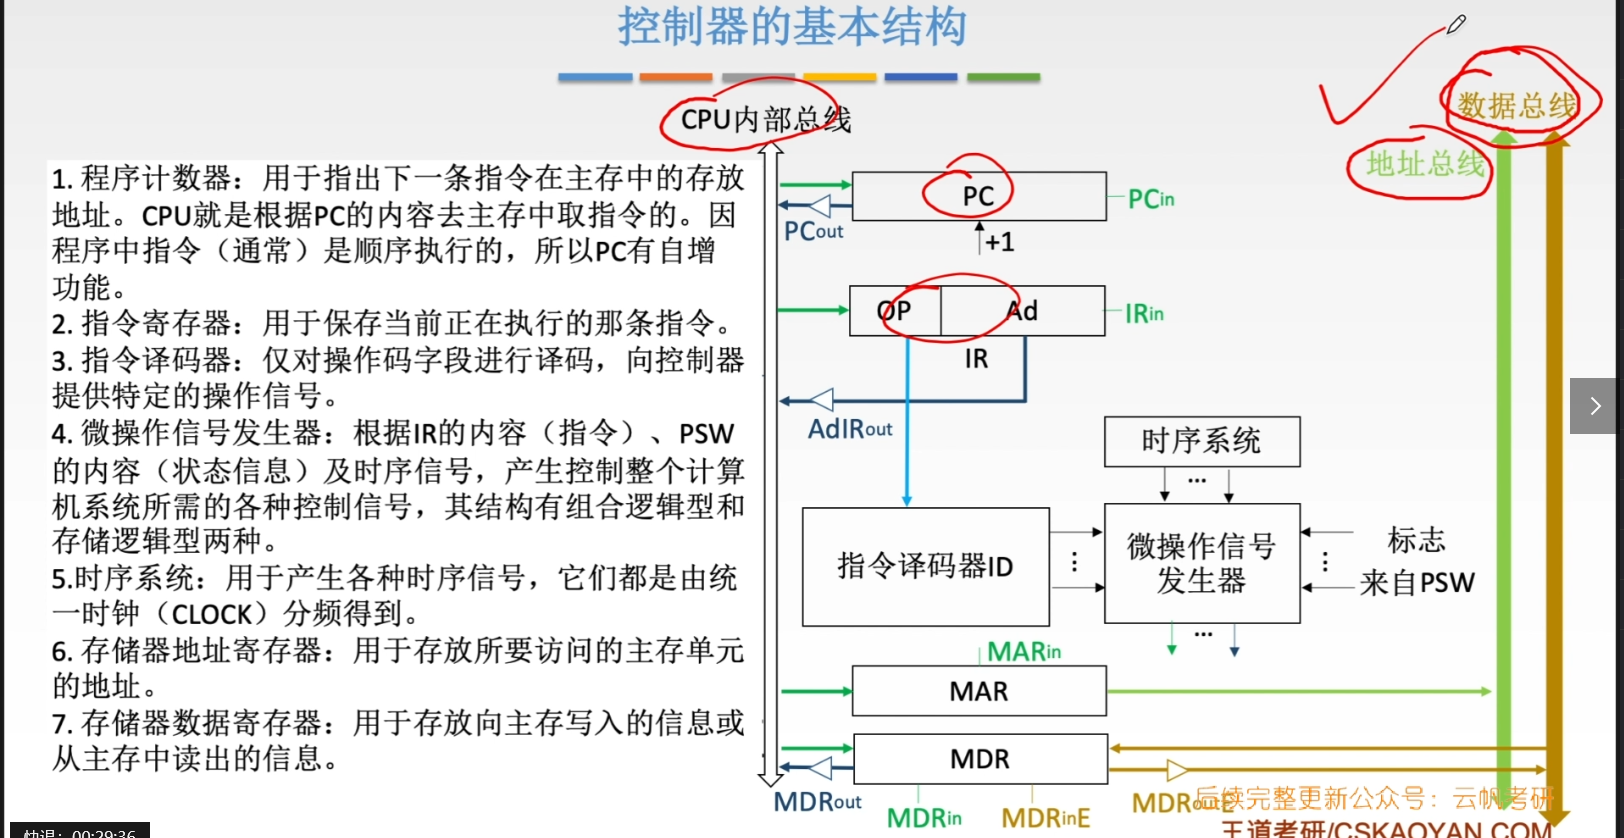 控制器的基本结构
CPU内部总线
数据总线
地址总线
1. 程序计数器：用于指出下一条指令在主存中的存放
地址。CPU就是根据PC的内容去主存中取指令的。因
程序中指令（通常）是顺序执行的，所以PC有自增
功能。
2. 指令寄存器：用于保存当前正在执行的那条指令。
3. 指令译码器：仅对操作码字段进行译码，向控制器
提供特定的操作信号。
4. 微操作信号发生器：根据IR的内容（指令）、PSW
的内容（状态信息）及时序信号，产生控制整个计算
机系统所需的各种控制信号，其结构有组合逻辑型和
存储逻辑型两种。
5.时序系统：用于产生各种时序信号，它们都是由统
一时钟（CLOCK）分频得到。
6. 存储器地址寄存器：用于存放所要访问的主存单元
的地址。
7. 存储器数据寄存器：用于存放向主存写入的信息或
从主存中读出的信息。
PC
PCin
PCout
+1
OP Ad
IRin
IR
AdIRout
时序系统
...
指令译码器ID
...
微操作信号
发生器
...
标志
来自PSW
...
MARin
MAR
MDR
MDRout
MDRin
MDRinE
MDRoutE
后续完整更新公众号：云帆考研
王道考研/CSKAOYAN.COM
快退：00:29:36